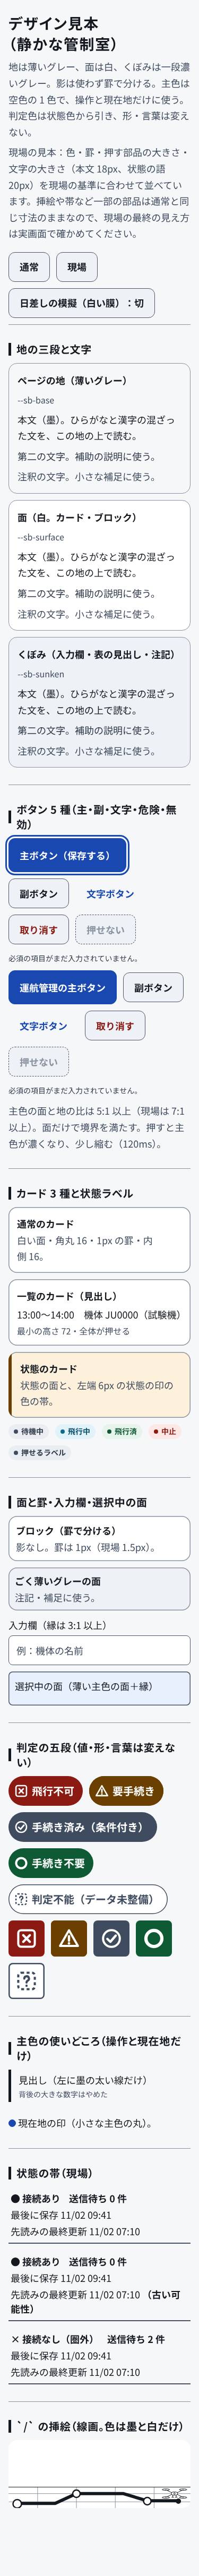 デザイン見本
（静かな管制室）
地は薄いグレー、面は白、くぼみは一段濃
いグレー。影は使わず罫で分ける。主色は
空色の 1 色で、操作と現在地だけに使う。
判定色は状態色から引き、形・言葉は変え
ない。
現場の見本：色・罫・押す部品の大きさ・
文字の大きさ（本文 18px、状態の語
20px）を現場の基準に合わせて並べてい
ます。挿絵や帯など一部の部品は通常と同
じ寸法のままなので、現場の最終の見え方
は実画面で確かめてください。
通常
現場
日差しの模擬（白い膜）：切
地の三段と文字
ページの地（薄いグレー）
--sb-base
本文（墨）。ひらがなと漢字の混ざっ
た文を、この地の上で読む。
第二の文字。補助の説明に使う。
注釈の文字。小さな補足に使う。
面（白。カード・ブロック）
--sb-surface
本文（墨）。ひらがなと漢字の混ざっ
た文を、この地の上で読む。
第二の文字。補助の説明に使う。
注釈の文字。小さな補足に使う。
くぼみ（入力欄・表の見出し・注記）
--sb-sunken
本文（墨）。ひらがなと漢字の混ざっ
た文を、この地の上で読む。
第二の文字。補助の説明に使う。
注釈の文字。小さな補足に使う。
ボタン 5 種（主・副・文字・危険・無
効）
主ボタン（保存する）
副ボタン
文字ボタン
取り消す
押せない
必須の項目がまだ入力されていません。
運航管理の主ボタン
副ボタン
文字ボタン
取り消す
押せない
必須の項目がまだ入力されていません。
主色の面と地の比は 5:1 以上（現場は 7:1
以上）。面だけで境界を満たす。押すと主
色が濃くなり、少し縮む（120ms）。
カード 3 種と状態ラベル
通常のカード
白い面・角丸 16・1px の罫・内
側 16。
一覧のカード（見出し）
13:00〜14:00　機体 JU0000（試験機）
最小の高さ 72・全体が押せる
状態のカード
状態の面と、左端 6px の状態の印の
色の帯。
待機中
飛行中
飛行済
中止
押せるラベル
面と罫・入力欄・選択中の面
ブロック（罫で分ける）
影なし。罫は 1px（現場 1.5px）。
ごく薄いグレーの面
注記・補足に使う。
入力欄（縁は 3:1 以上）
例：機体の名前
選択中の面（薄い主色の面＋縁）
判定の五段（値・形・言葉は変えな
い）
飛行不可
要手続き
手続き済み（条件付き）
手続き不要
判定不能（データ未整備）
主色の使いどころ（操作と現在地だ
け）
見出し（左に墨の太い線だけ）
背後の大きな数字はやめた
現在地の印（小さな主色の丸）。
状態の帯（現場）
● 接続あり　送信待ち 0 件
最後に保存 11/02 09:41
先読みの最終更新 11/02 07:10
● 接続あり　送信待ち 0 件
最後に保存 11/02 09:41
先読みの最終更新 11/02 07:10 （古い可
能性）
× 接続なし（圏外）　送信待ち 2 件
最後に保存 11/02 09:41
先読みの最終更新 11/02 07:10
`/` の挿絵（線画。色は墨と白だけ）